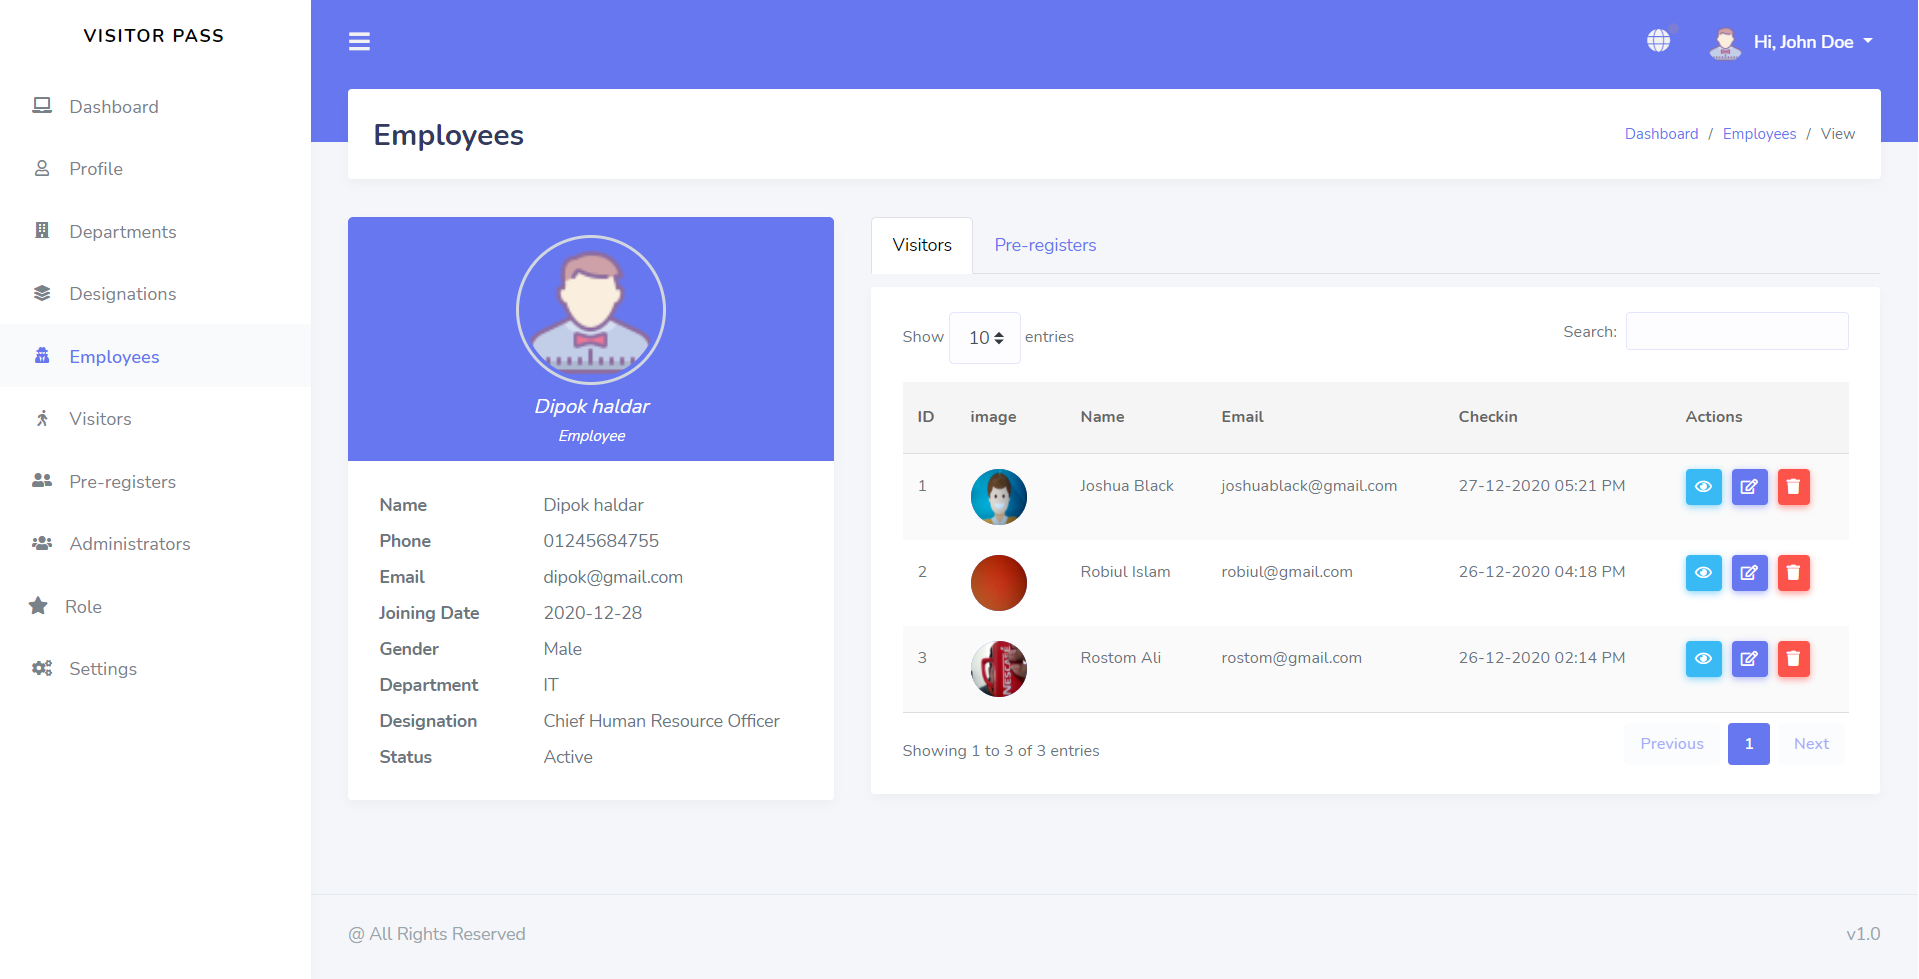 VISITOR PASS
Hi, John Doe
Dashboard
Profile
Departments
Designations
Employees
Visitors
Pre-registers
Administrators
Role
Settings
Employees
Dashboard / Employees / View
Dipok haldar
Employee
Name Dipok haldar
Phone 01245684755
Email dipok@gmail.com
Joining Date 2020-12-28
Gender Male
Department IT
Designation Chief Human Resource Officer
Status Active
Visitors Pre-registers
Show 10 entries Search:
ID image Name Email Checkin Actions
1 Joshua Black joshuablack@gmail.com 27-12-2020 05:21 PM
2 Robiul Islam robiul@gmail.com 26-12-2020 04:18 PM
3 NESCAFÉ Rostom Ali rostom@gmail.com 26-12-2020 02:14 PM
Showing 1 to 3 of 3 entries Previous 1 Next
@ All Rights Reserved v1.0